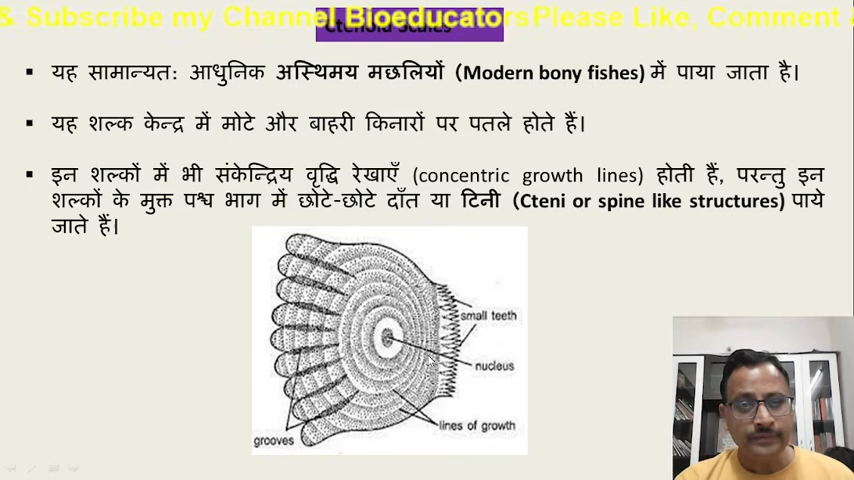 & Subscribe my Channel BioeducatorsPlease Like, Comment &
Ctenoid Scales
▪ यह सामान्यत: आधुनिक अस्थिमय मछलियों (Modern bony fishes) में पाया जाता है।
▪ यह शल्क केन्द्र में मोटे और बाहरी किनारों पर पतले होते हैं।
▪ इन शल्कों में भी संकेन्द्रिय वृद्धि रेखाएँ (concentric growth lines) होती हैं, परन्तु इन
शल्कों के मुक्त पश्च भाग में छोटे-छोटे दाँत या टिनी (Cteni or spine like structures) पाये
जाते हैं।
small teeth
nucleus
lines of growth
grooves